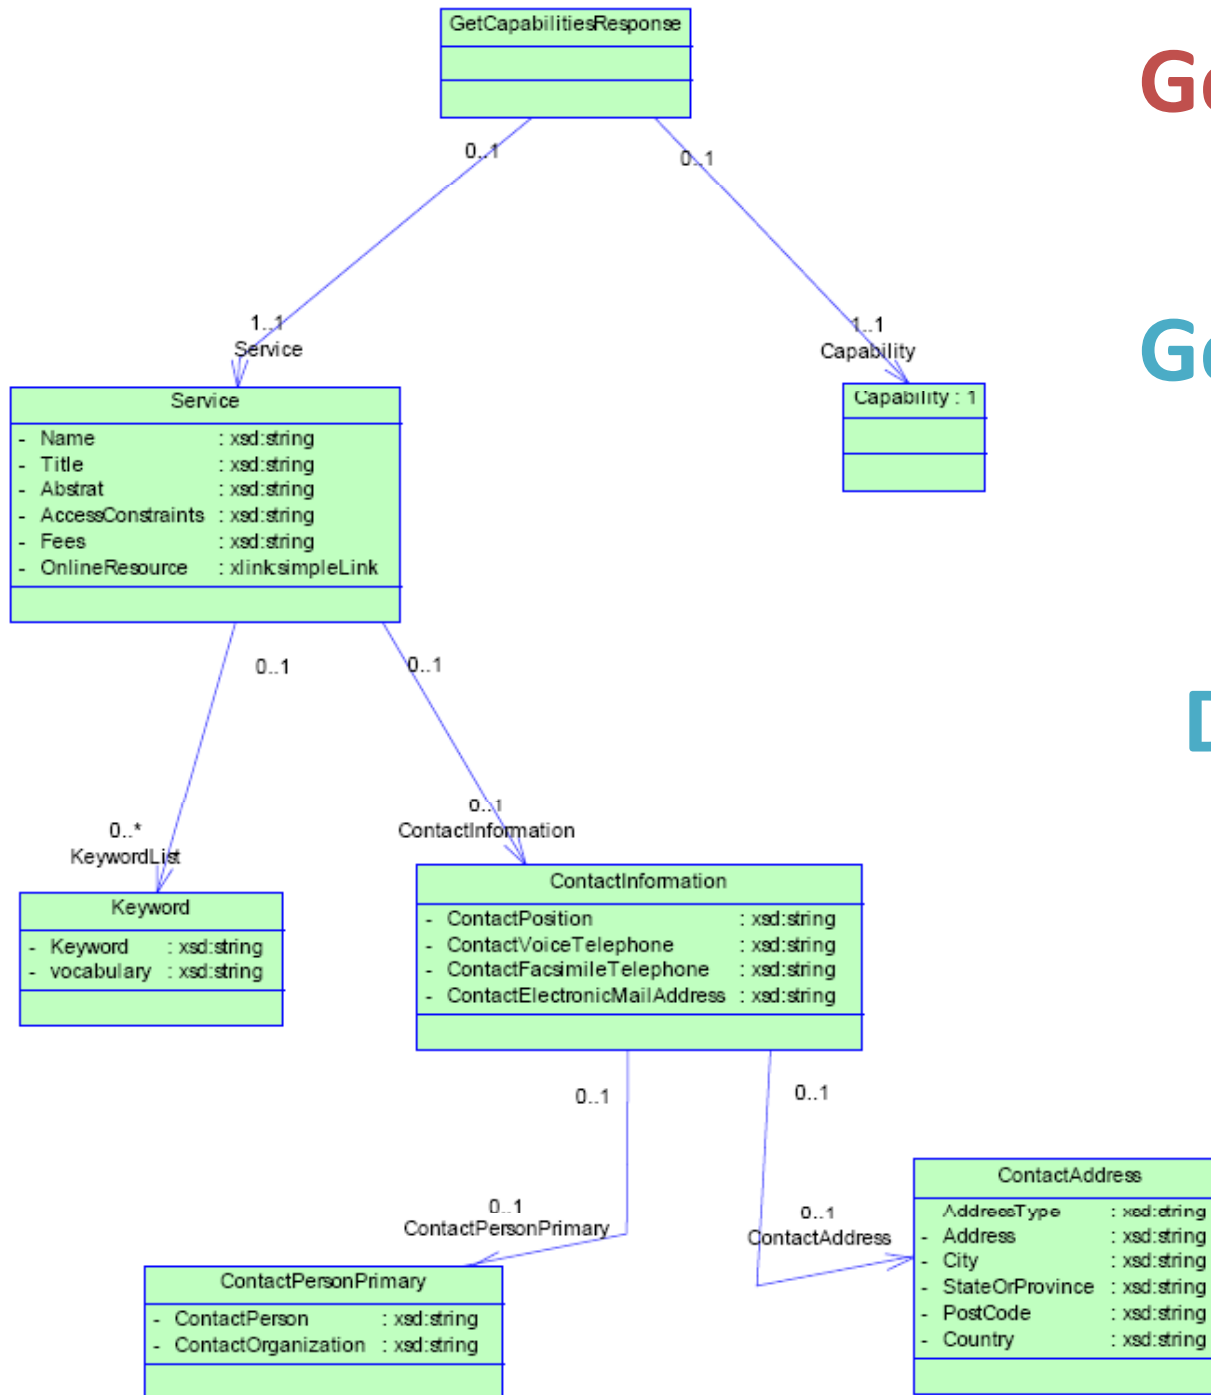 GetCapabilitiesResponse
Ge
0..1
0..1
Ge
1..1
Service
1..1
Capability
Service
- Name : xsd:string
- Title : xsd:string
- Abstrat : xsd:string
- AccessConstraints : xsd:string
- Fees : xsd:string
- OnlineResource : xlink:simpleLink
Capability : 1
0..1
0..1
D
0..*
KeywordList
0..1
ContactInformation
Keyword
- Keyword : xsd:string
- vocabulary : xsd:string
ContactInformation
- ContactPosition : xsd:string
- ContactVoiceTelephone : xsd:string
- ContactFacsimileTelephone : xsd:string
- ContactElectronicMailAddress : xsd:string
0..1
0..1
0..1
ContactPersonPrimary
0..1
ContactAddress
ContactPersonPrimary
- ContactPerson : xsd:string
- ContactOrganization : xsd:string
ContactAddress
AddressType : xsd:string
- Address : xsd:string
- City : xsd:string
- StateOrProvince : xsd:string
- PostCode : xsd:string
- Country : xsd:string